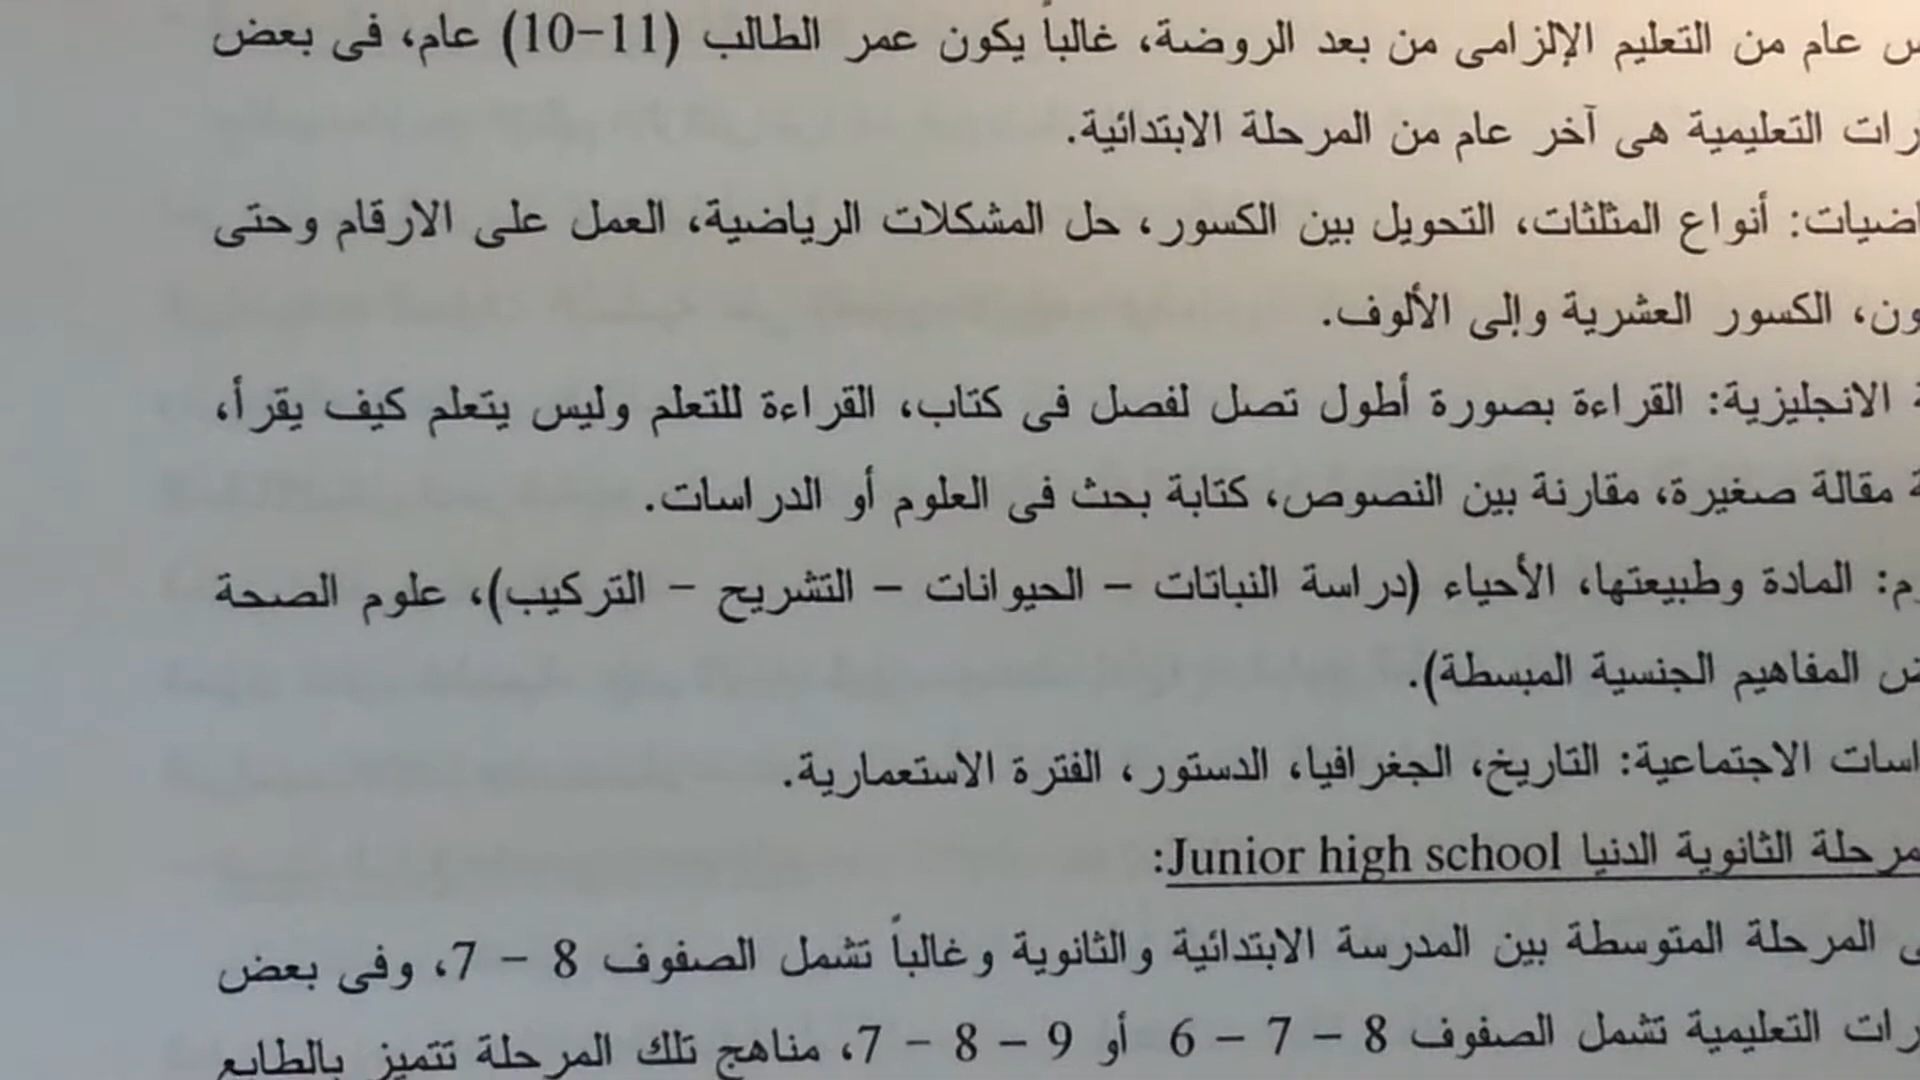 عام من التعليم الإلزامى من بعد الروضة، غالباً يكون عمر الطالب (10-11) عام، فى بعض
التعليمية هى آخر عام من المرحلة الابتدائية.
أنواع المثلثات، التحويل بين الكسور، حل المشكلات الرياضية، العمل على الارقام وحتى
الكسور العشرية وإلى الألوف.
الانجليزية: القراءة بصورة أطول تصل لفصل فى كتاب، القراءة للتعلم وليس يتعلم كيف يقرأ،
مقالة صغيرة، مقارنة بين النصوص، كتابة بحث فى العلوم أو الدراسات.
المادة وطبيعتها، الأحياء (دراسة النباتات – الحيوانات – التشريح – التركيب)، علوم الصحة
المفاهيم الجنسية المبسطة).
الاجتماعية: التاريخ، الجغرافيا، الدستور، الفترة الاستعمارية.
الثانوية الدنيا Junior high school:
المرحلة المتوسطة بين المدرسة الابتدائية والثانوية وغالباً تشمل الصفوف 8 – 7، وفى بعض
التعليمية تشمل الصفوف 8 – 7 – 6 أو 9 – 8 – 7، مناهج تلك المرحلة تتميز بالطابع